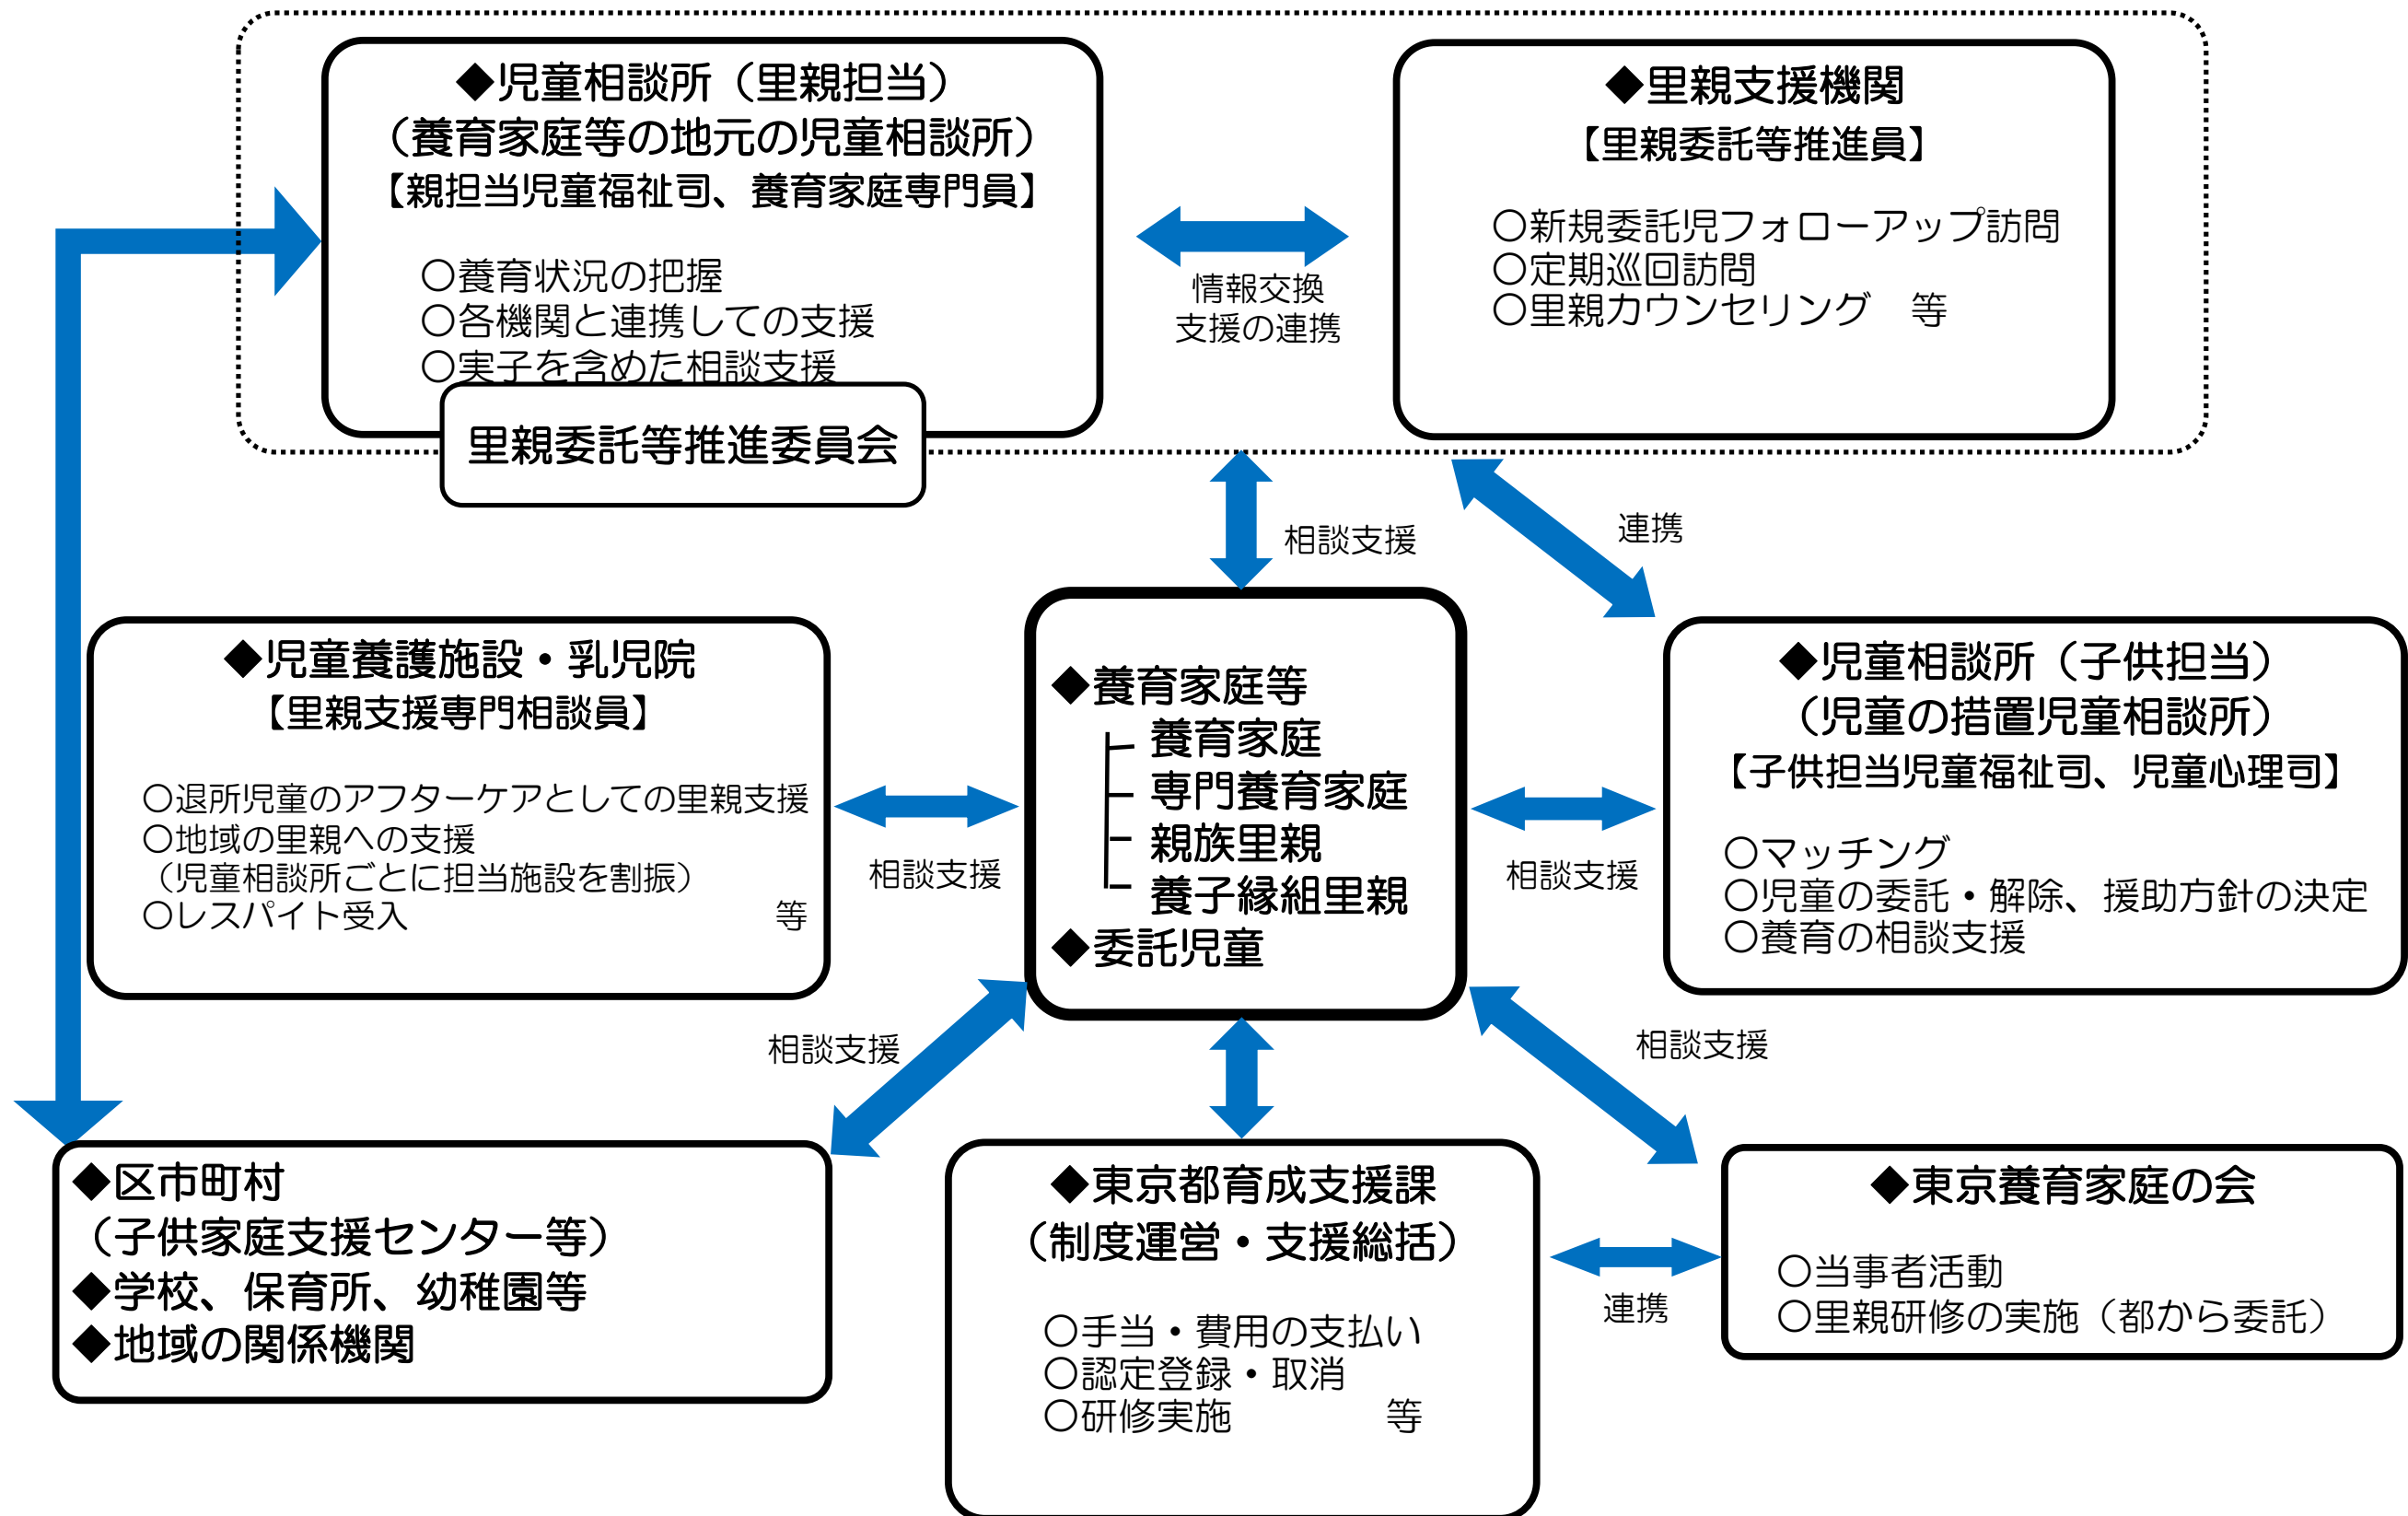 ◆児童相談所（里親担当）
（養育家庭等の地元の児童相談所）
【親担当児童福祉司、養育家庭専門員】
○養育状況の把握
○各機関と連携しての支援
○実子を含めた相談支援
里親委託等推進委員会
情報交換
支援の連携
◆里親支援機関
【里親委託等推進員】
○新規委託児フォローアップ訪問
○定期巡回訪問
○里親カウンセリング　等
相談支援
連携
◆児童養護施設・乳児院
【里親支援専門相談員】
○退所児童のアフターケアとしての里親支援
○地域の里親への支援
（児童相談所ごとに担当施設を割振）
○レスパイト受入　等
相談支援
◆養育家庭等
養育家庭
専門養育家庭
親族里親
養子縁組里親
◆委託児童
相談支援
◆児童相談所（子供担当）
（児童の措置児童相談所）
【子供担当児童福祉司、児童心理司】
○マッチング
○児童の委託・解除、援助方針の決定
○養育の相談支援
相談支援
相談支援
◆区市町村
（子供家庭支援センター等）
◆学校、保育所、幼稚園等
◆地域の関係機関
◆東京都育成支援課
（制度運営・支援総括）
○手当・費用の支払い
○認定登録・取消
○研修実施　等
連携
◆東京養育家庭の会
○当事者活動
○里親研修の実施（都から委託）